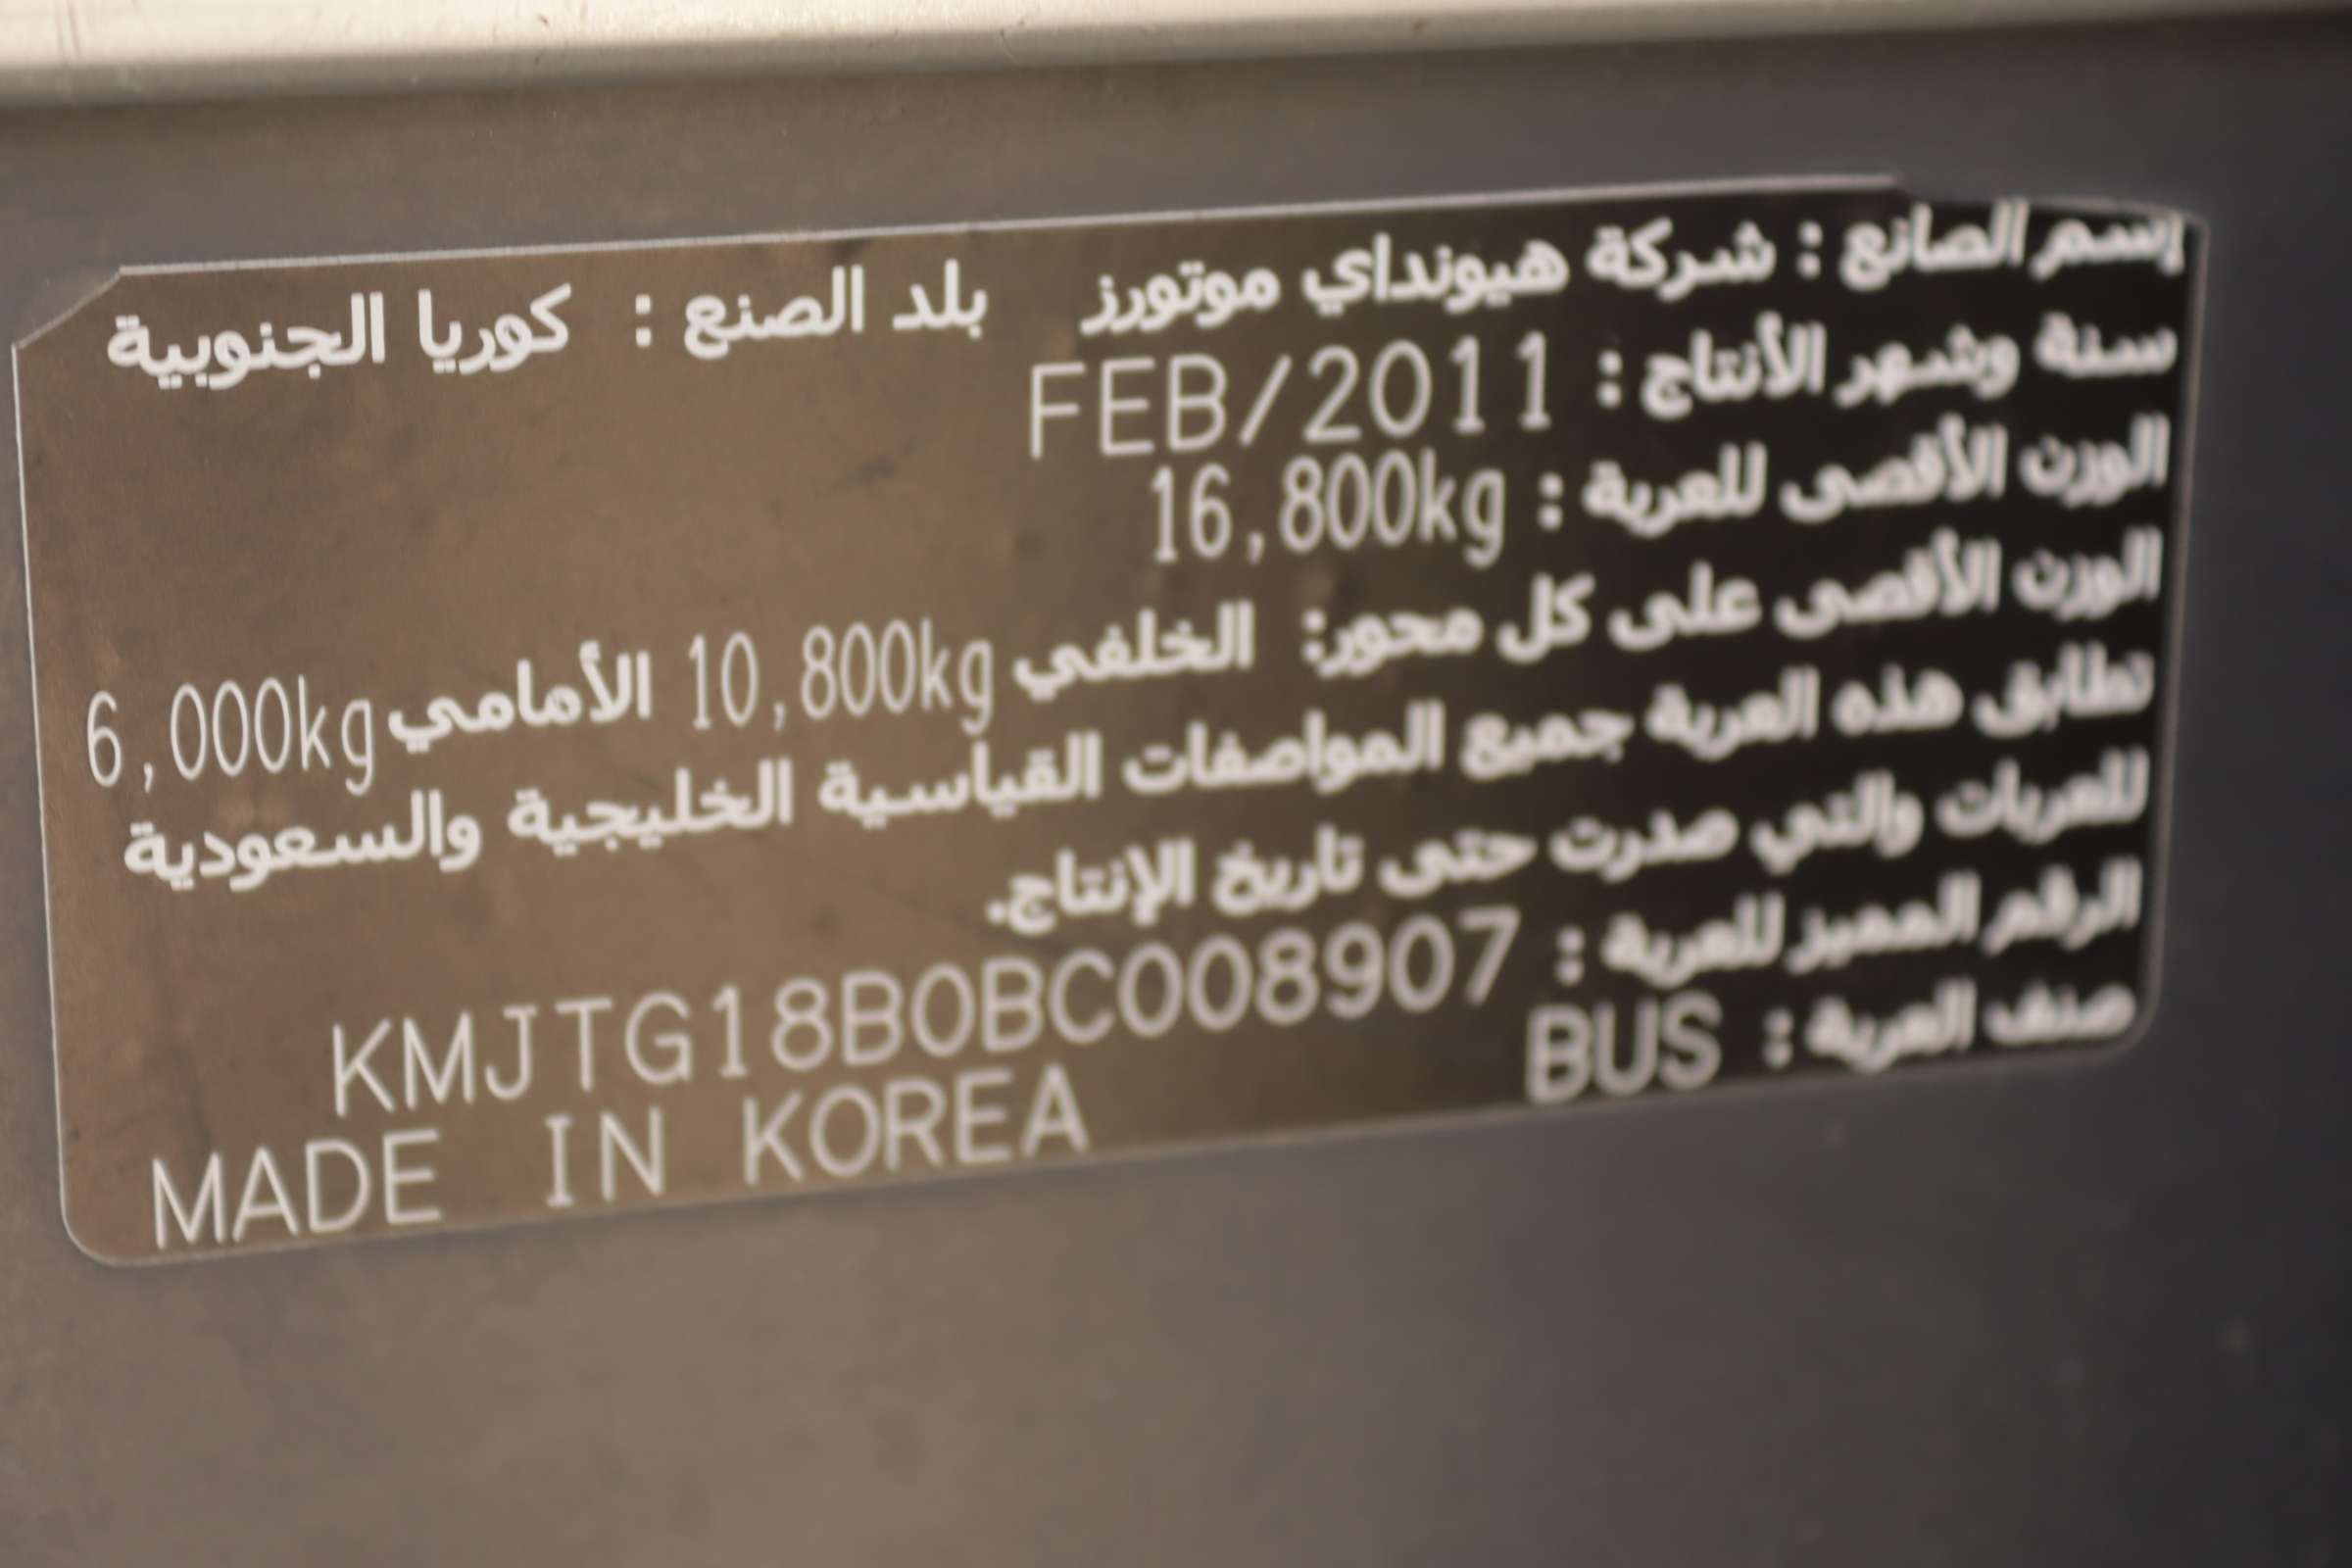 إسم الصانع : شركة هيونداي موتورز بلد الصنع : كوريا الجنوبية
سنة وشهر الأنتاج : FEB/2011
الوزن الأقصى للعربة : 16,800kg
الوزن الأقصى على كل محور: الخلفي 10,800kg الأمامي 6,000kg
تطابق هذه العربة جميع المواصفات القياسية الخليجية والسعودية
للعربات والتي صدرت حتى تاريخ الإنتاج.
الرقم المميز للعربة : KMJTG18B0BC008907
صنف العربة : BUS MADE IN KOREA